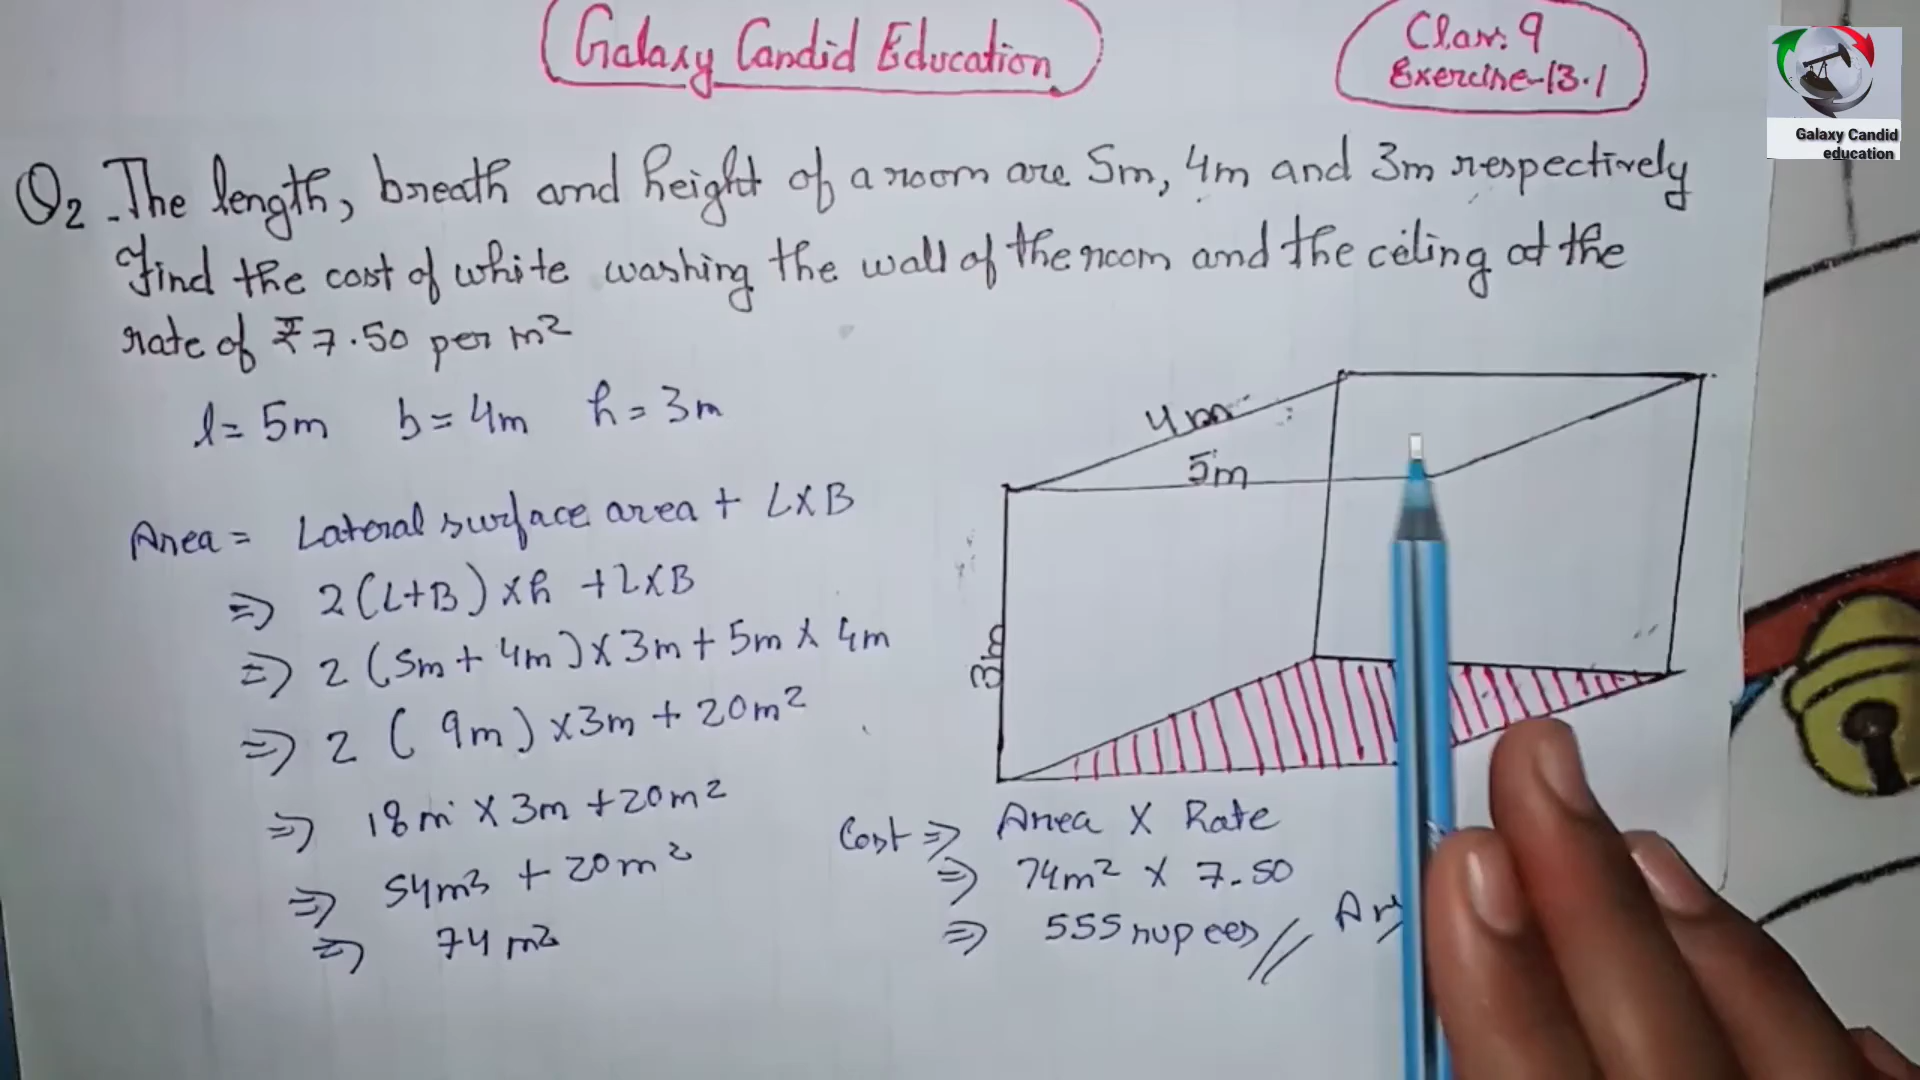 Galaxy Candid Education
Class. 9
Exercise-13.1
Galaxy Candid
education
Q2. The length, breath and height of a room are 5m, 4m and 3m respectively
Find the cost of white washing the wall of the room and the celing at the
rate of ₹7.50 per m²
l = 5m b = 4m h = 3m
4m
5m
3m
Area = Lateral surface area + L×B
⇒ 2(L+B)×h + L×B
⇒ 2 (5m + 4m)×3m + 5m × 4m
⇒ 2 (9m)×3m + 20m²
⇒ 18m × 3m + 20m²
⇒ 54m² + 20m²
⇒ 74m²
Cost ⇒ Area × Rate
⇒ 74m² × 7.50
⇒ 555 rupees //